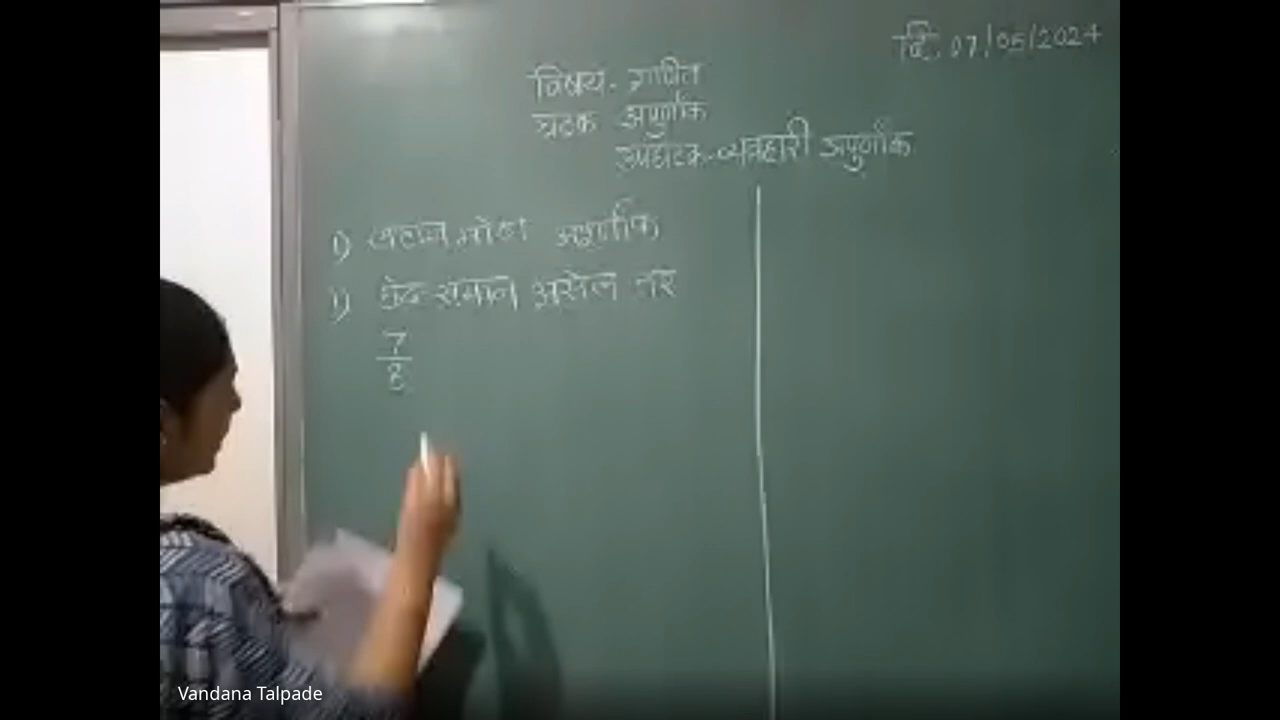 दि. 07/05/2024
विषय- गणित
घटक अपुर्णांक
उपघटक-व्यवहारी अपुर्णांक
1) लहान मोठा अपुर्णांक
1) छेद समान असेल तर
7
8
Vandana Talpade